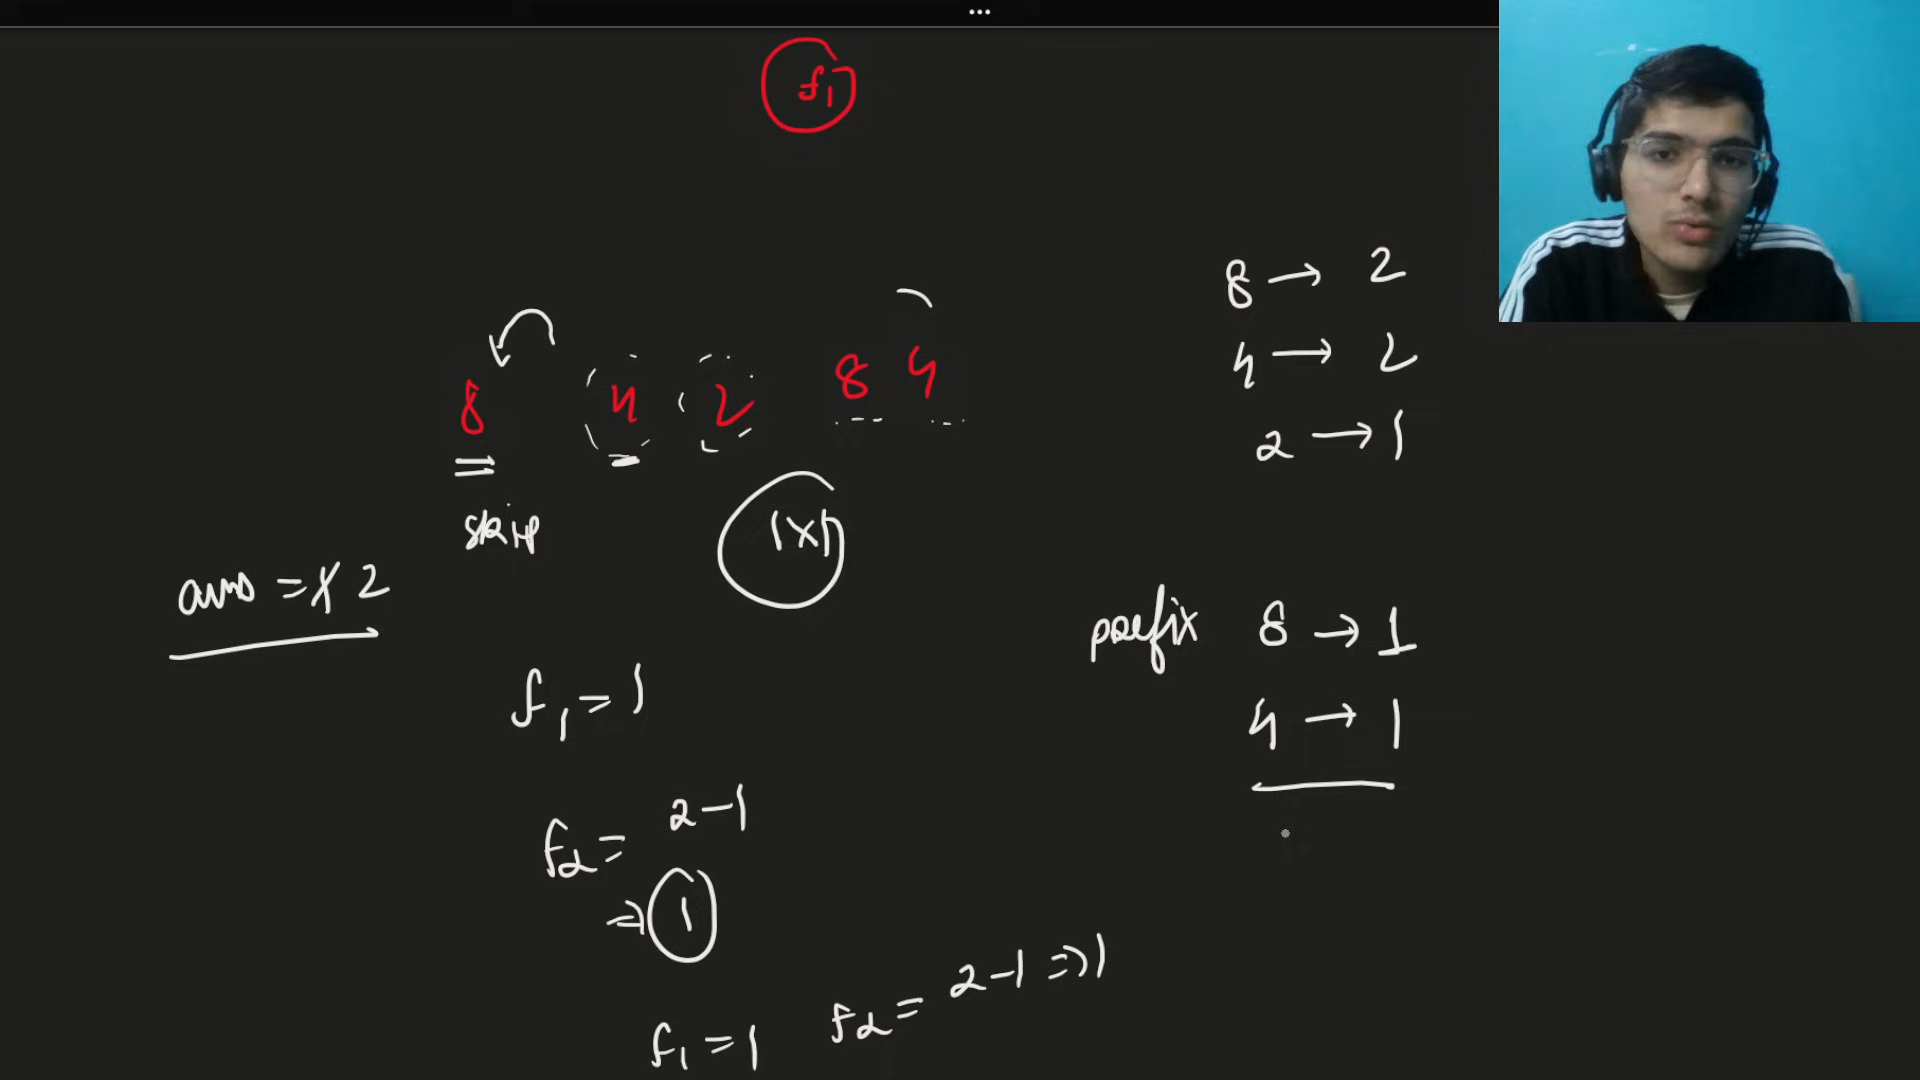 ...
f1
8 → 2
8 4 2 8 4
4 → 2
2 → 1
skip
1x1
ans = 1 2
prefix 8 → 1
f1 = 1
4 → 1
f2 = 2-1
⇒ 1
f1 = 1 f2 = 2-1 ⇒ 1